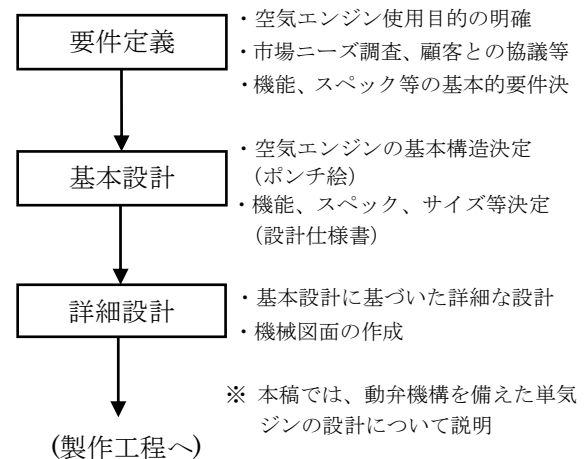 要件定義
・空気エンジン使用目的の明確
・市場ニーズ調査、顧客との協議等
・機能、スペック等の基本的要件決
基本設計
・空気エンジンの基本構造決定
(ポンチ絵)
・機能、スペック、サイズ等決定
(設計仕様書)
詳細設計
・基本設計に基づいた詳細な設計
・機械図面の作成
※ 本稿では、動弁機構を備えた単気
ジンの設計について説明
(製作工程へ)